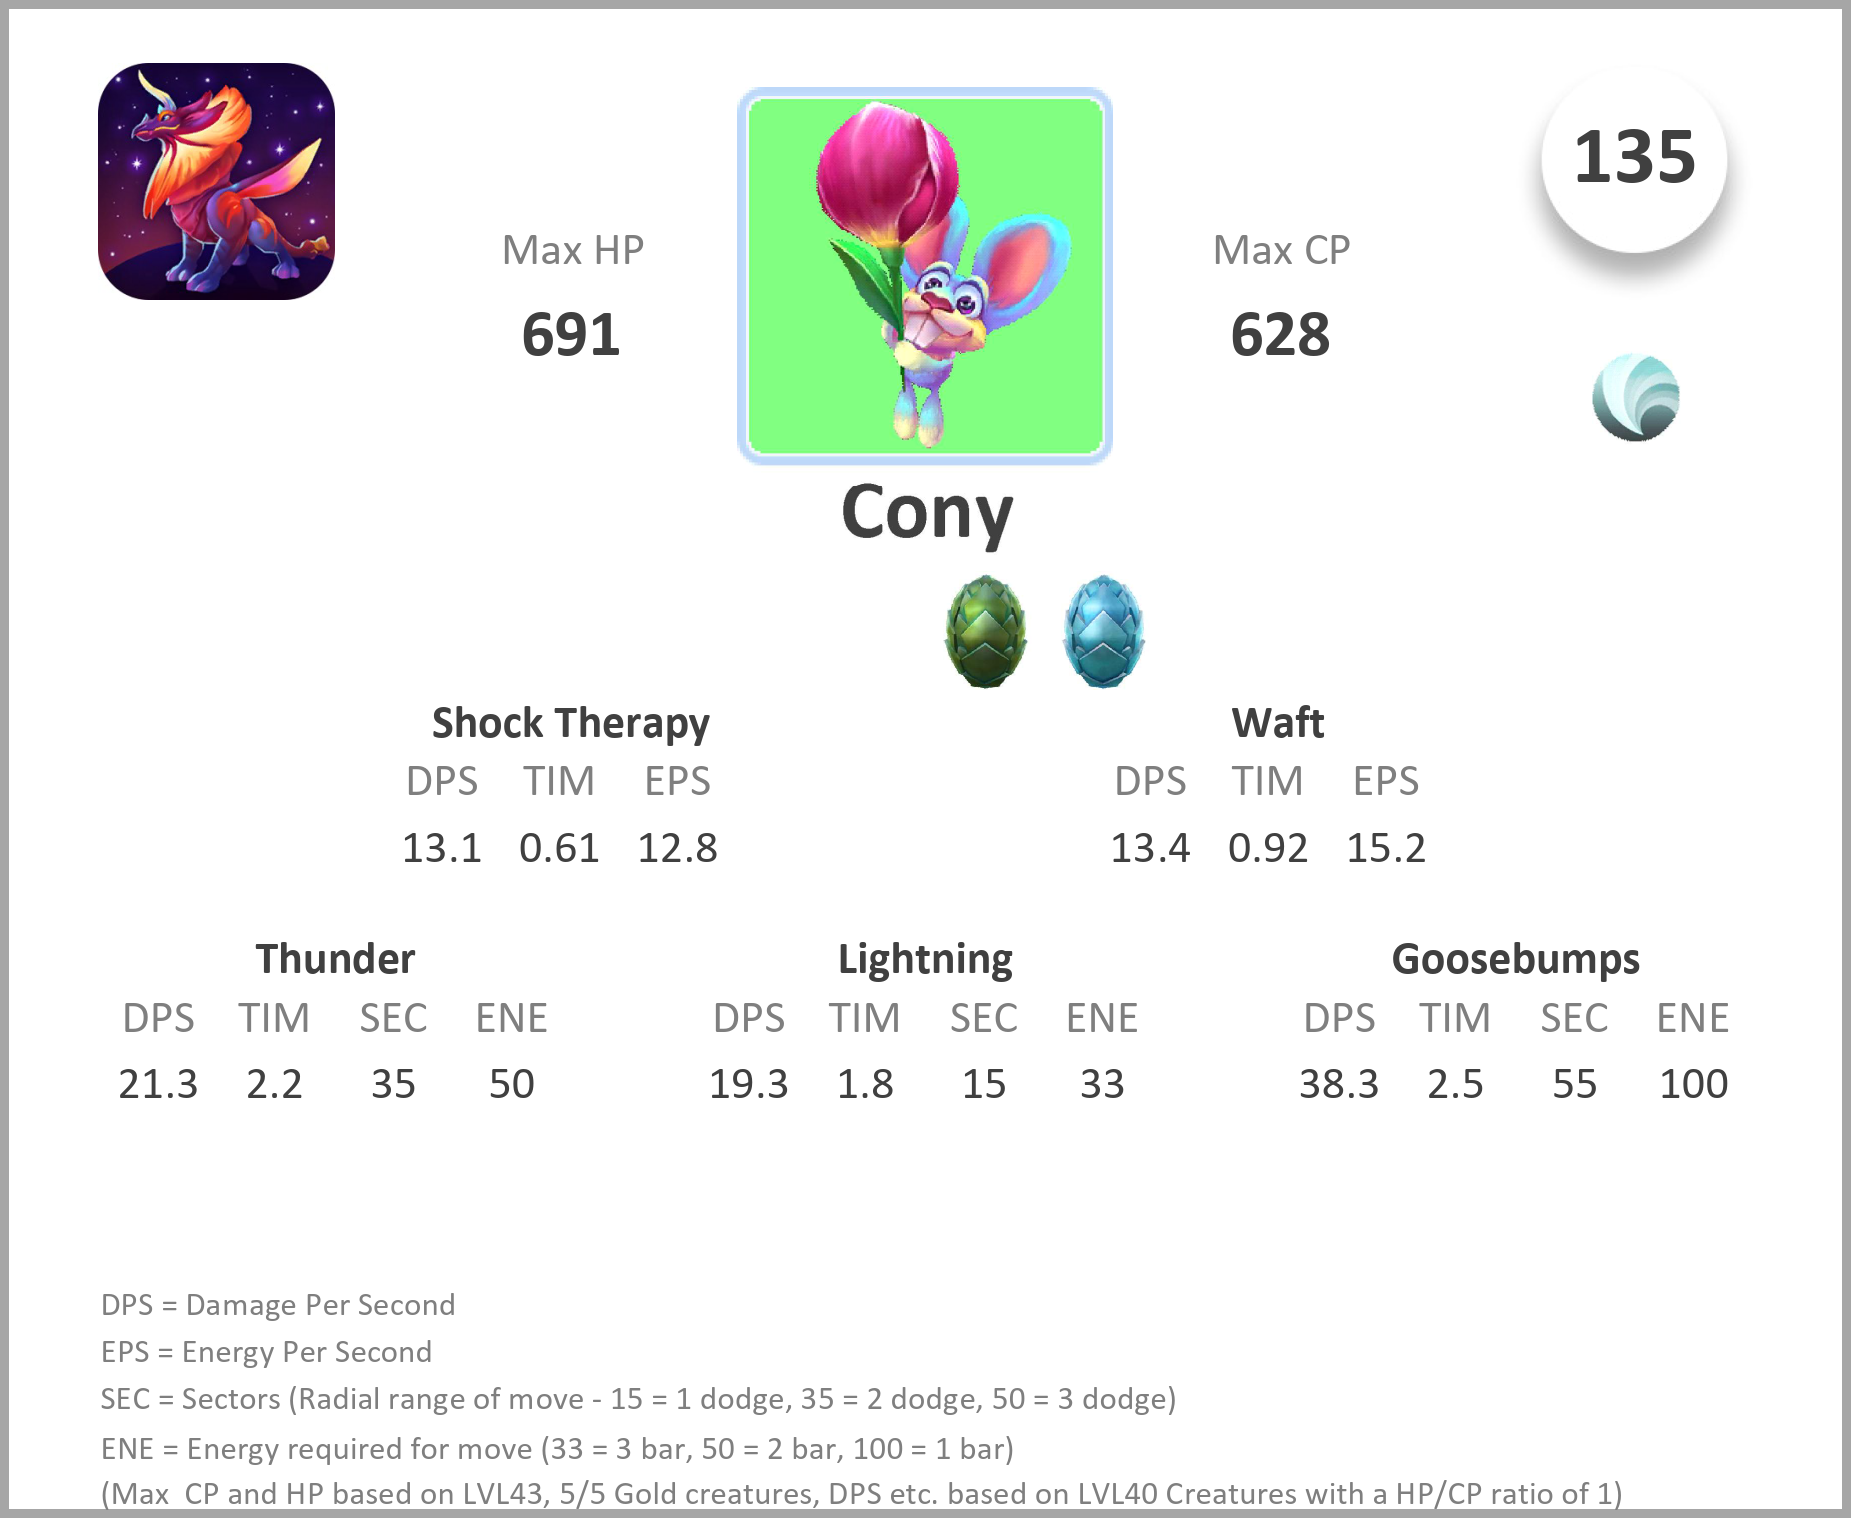 135
Max HP
Max CP
691
628
Cony
Shock Therapy
Waft
DPS TIM EPS
DPS TIM EPS
13.1 0.61 12.8
13.4 0.92 15.2
Thunder
Lightning
Goosebumps
DPS TIM SEC ENE
DPS TIM SEC ENE
DPS TIM SEC ENE
21.3 2.2 35 50
19.3 1.8 15 33
38.3 2.5 55 100
DPS = Damage Per Second
EPS = Energy Per Second
SEC = Sectors (Radial range of move - 15 = 1 dodge, 35 = 2 dodge, 50 = 3 dodge)
ENE = Energy required for move (33 = 3 bar, 50 = 2 bar, 100 = 1 bar)
(Max  CP and HP based on LVL43, 5/5 Gold creatures, DPS etc. based on LVL40 Creatures with a HP/CP ratio of 1)